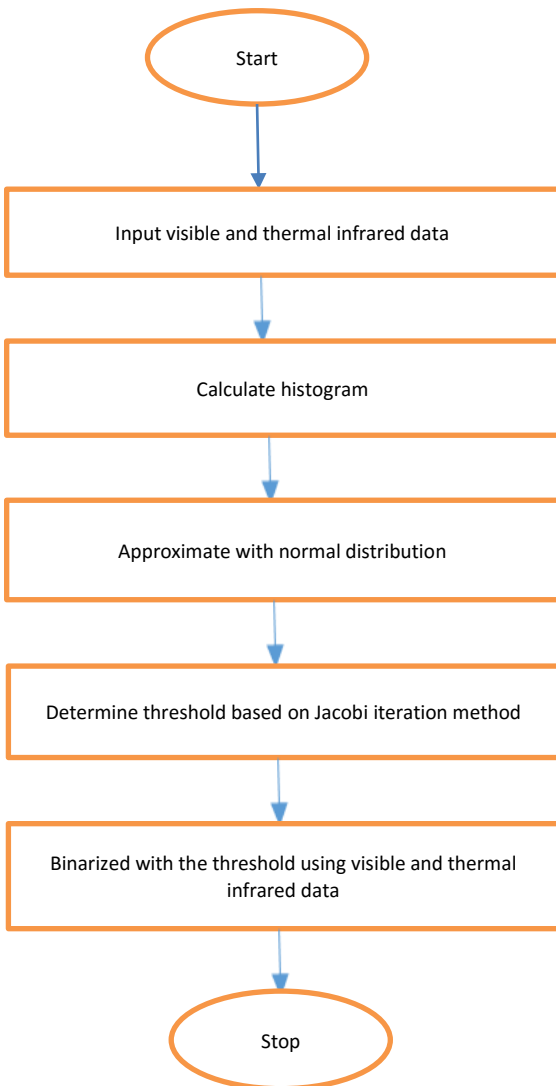 Start
Input visible and thermal infrared data
Calculate histogram
Approximate with normal distribution
Determine threshold based on Jacobi iteration method
Binarized with the threshold using visible and thermal
infrared data
Stop